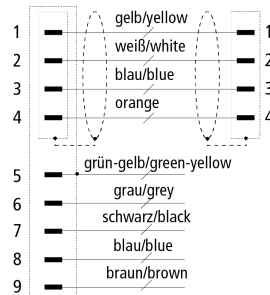 1 gelb/yellow 1
2 weiß/white 2
3 blau/blue 3
4 orange 4
5 grün-gelb/green-yellow
6 grau/grey
7 schwarz/black
8 blau/blue
9 braun/brown